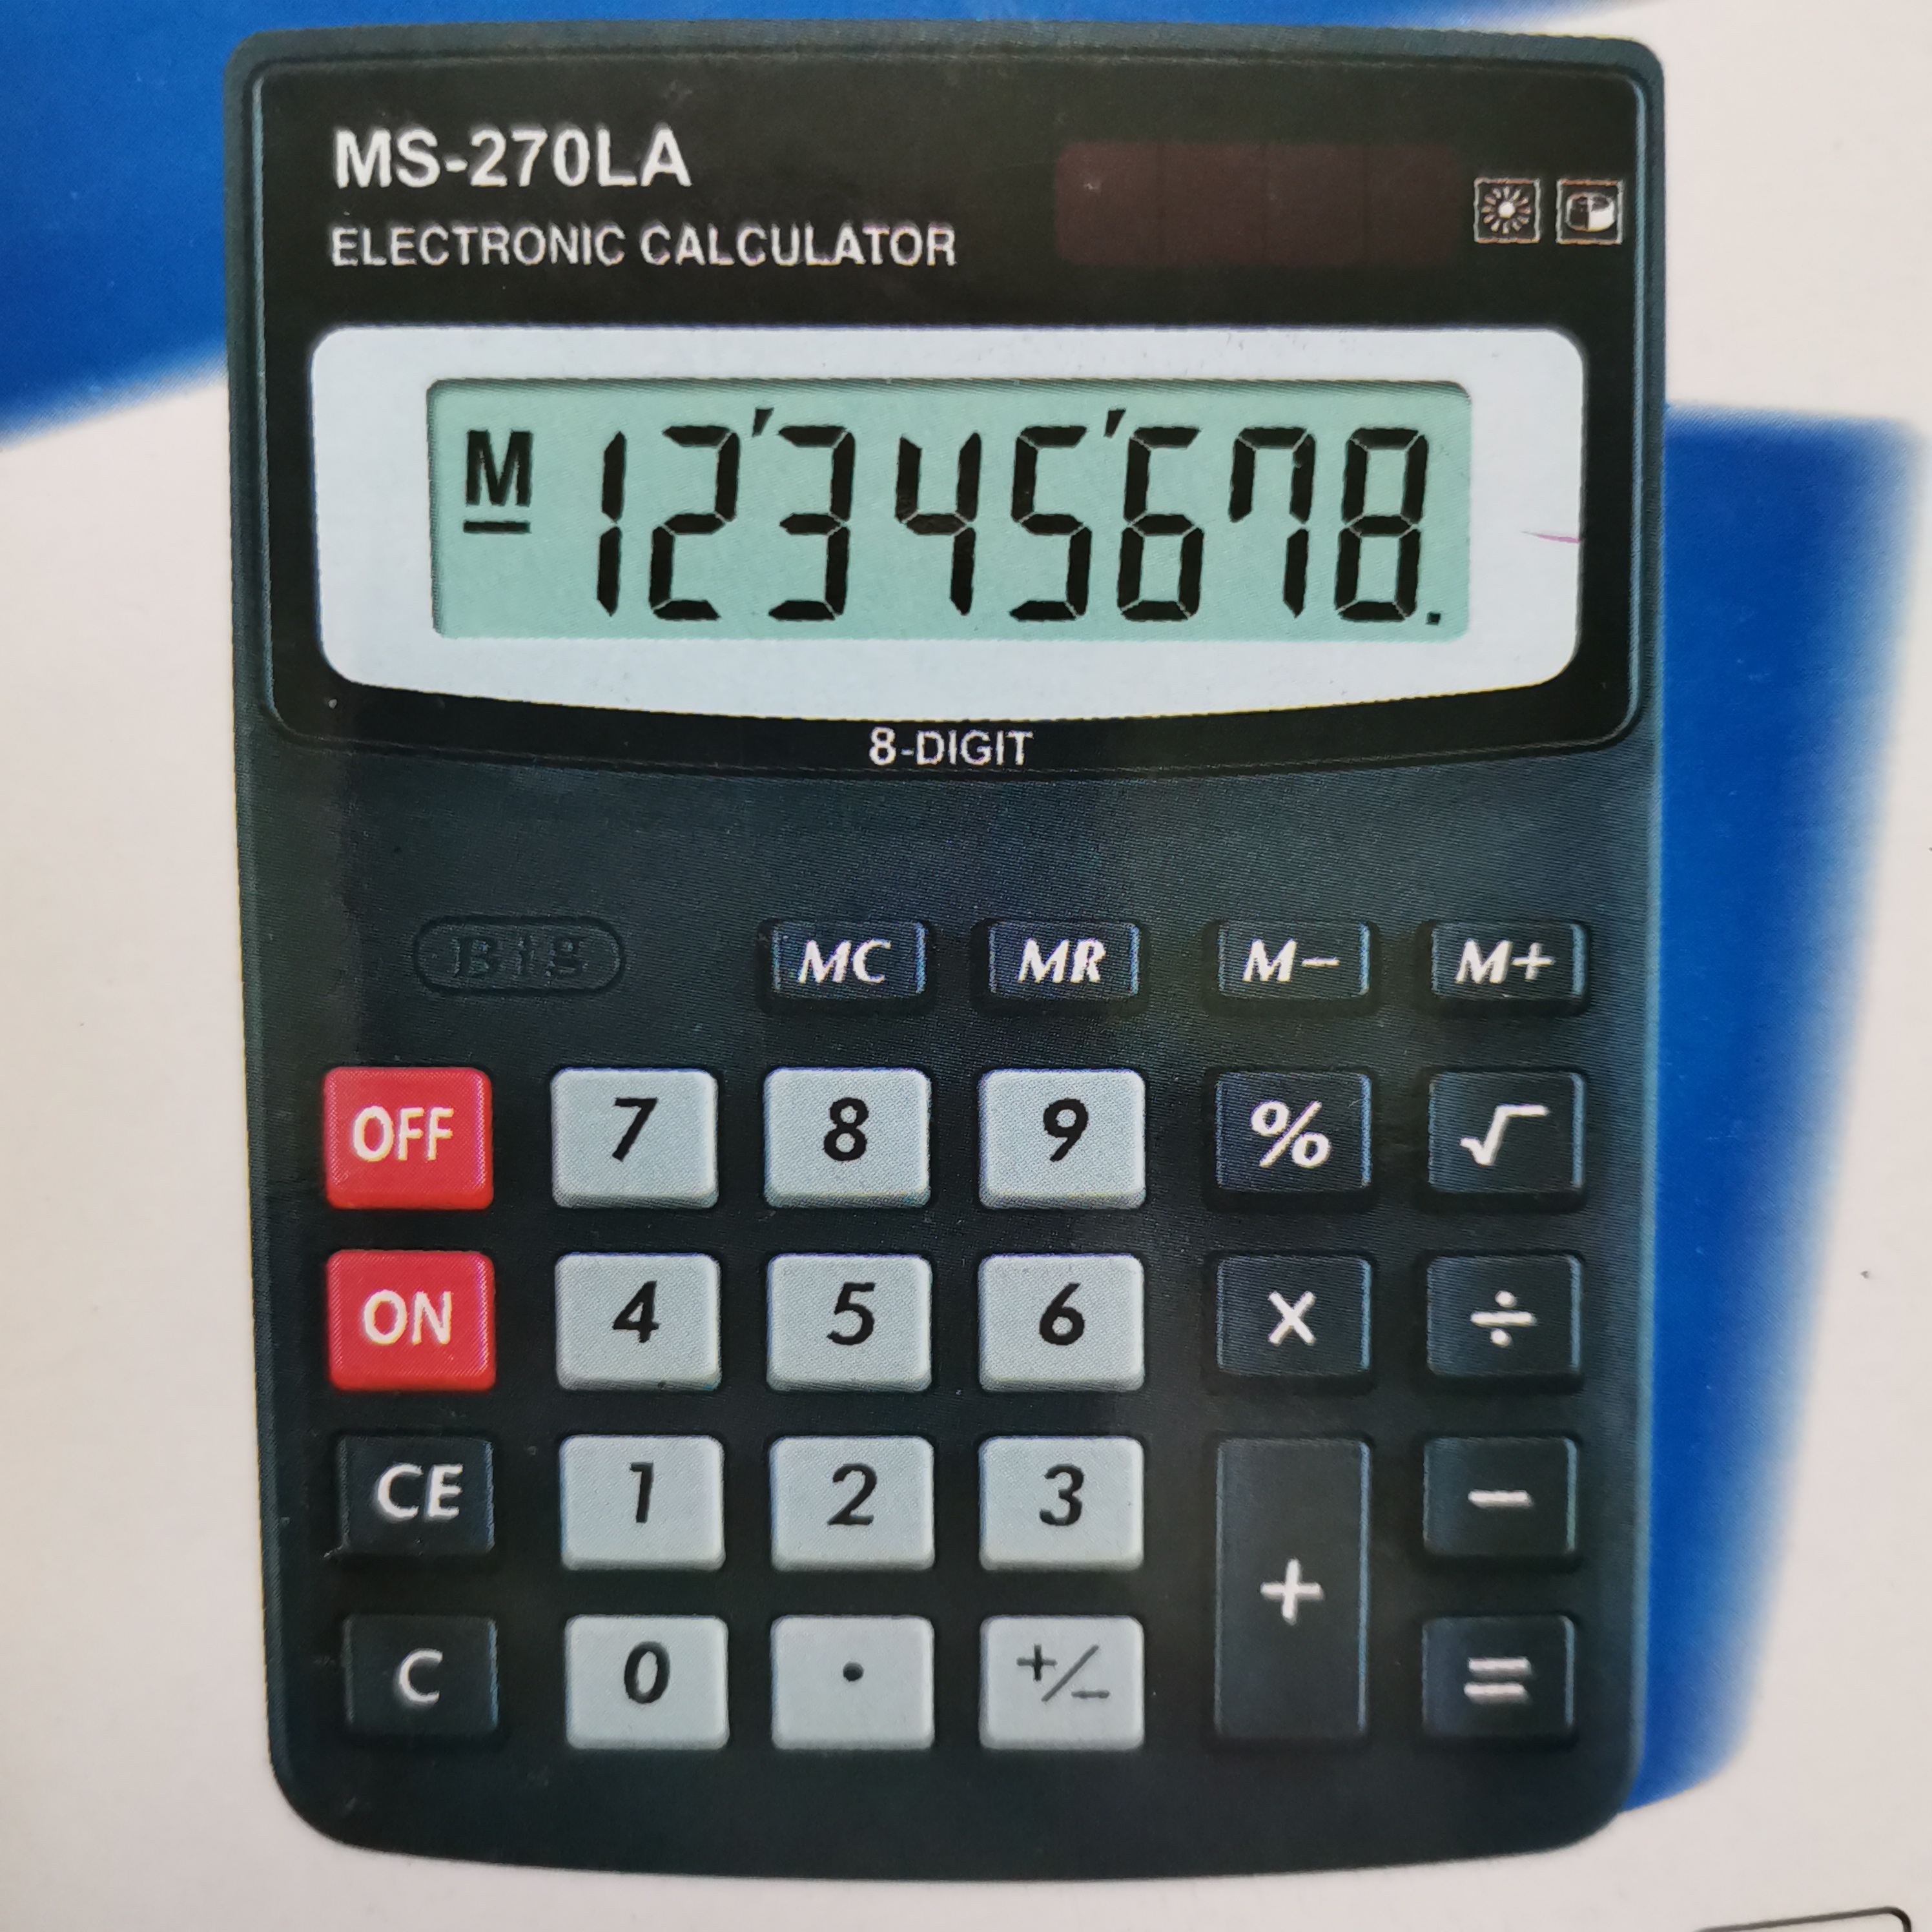 MS-270LA
ELECTRONIC CALCULATOR
M 12'345'678.
8-DIGIT
Big MC MR M− M+
OFF 7 8 9 % √
ON 4 5 6 × ÷
CE 1 2 3 + −
C 0 . +/− =